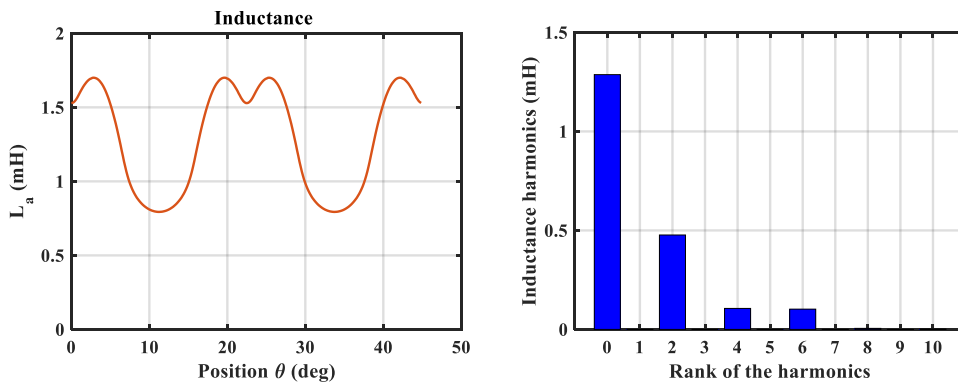 Inductance
2
1.5
1
0.5
0
L a (mH)
0 10 20 30 40 50
Position θ (deg)
1.5
1
0.5
0
Inductance harmonics (mH)
0 1 2 3 4 5 6 7 8 9 10
Rank of the harmonics